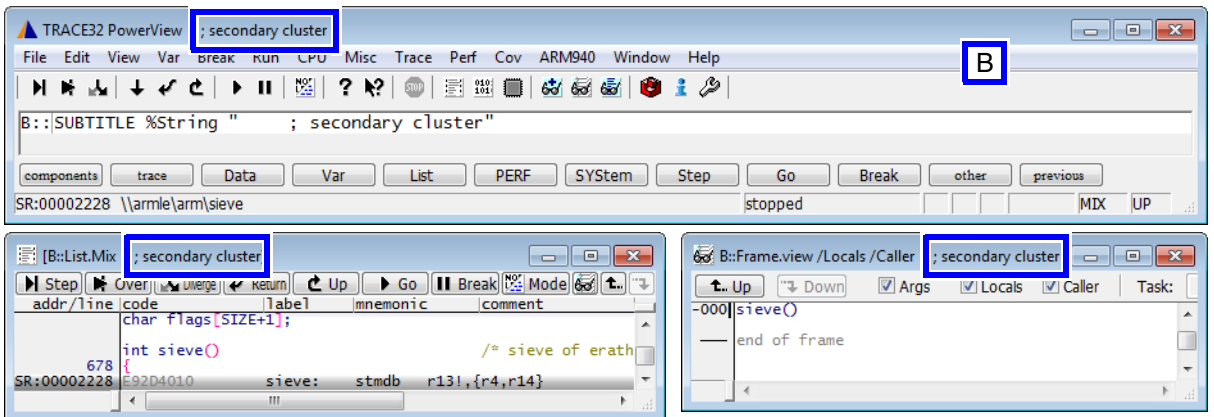 TRACE32 PowerView ; secondary cluster
File Edit View Var Break Run CPU Misc Trace Perf Cov ARM940 Window Help
B
B::SUBTITLE %String "     ; secondary cluster"
components trace Data Var List PERF SYStem Step Go Break other previous
SR:00002228 \\armle\arm\sieve stopped MIX UP
[B::List.Mix ; secondary cluster]
Step Over Diverge Return Up Go Break Mode
addr/line code label mnemonic comment
char flags[SIZE+1];
int sieve() /* sieve of erath
678 {
SR:00002228 E92D4010 sieve: stmdb r13!,{r4,r14}
B::Frame.view /Locals /Caller ; secondary cluster
Up Down Args Locals Caller Task:
-000 sieve()
end of frame